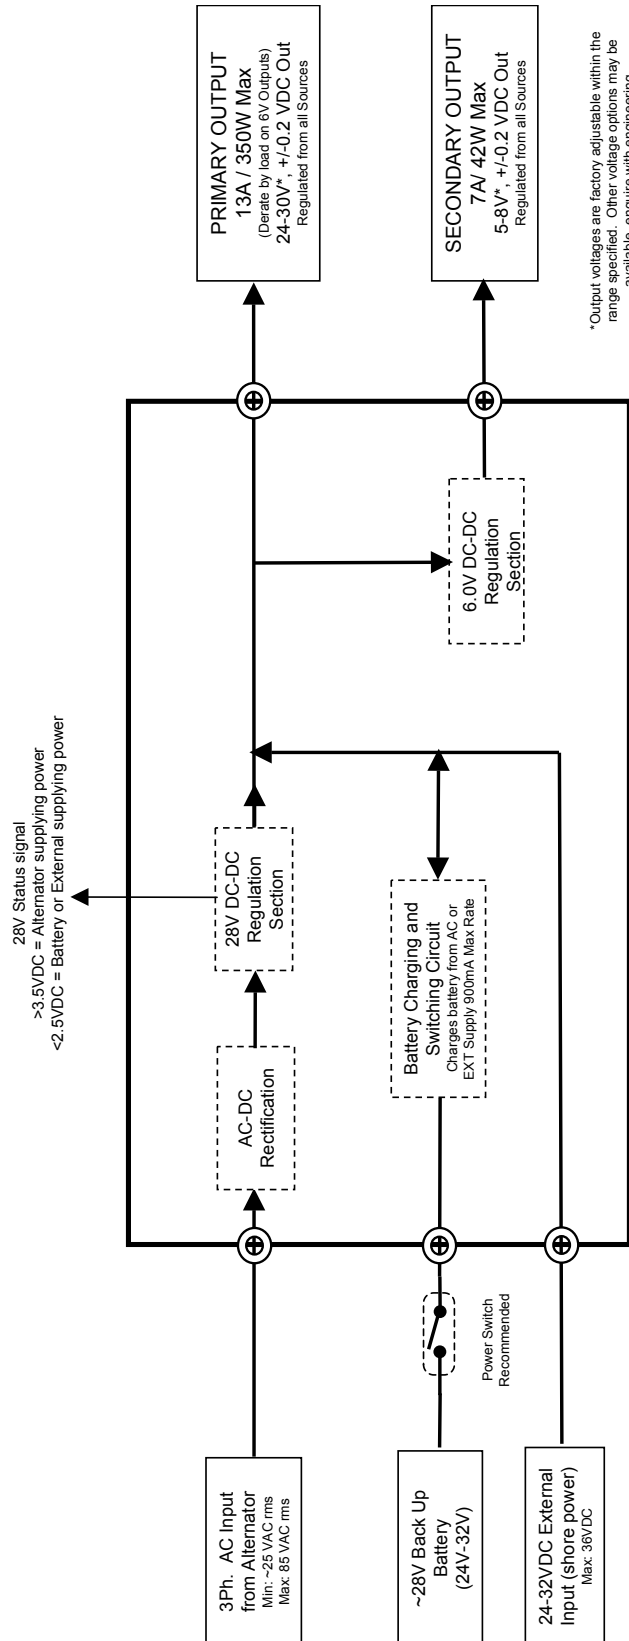 28V Status signal
>3.5VDC = Alternator supplying power
<2.5VDC = Battery or External supplying power
3Ph. AC Input
from Alternator
Min: ~25 VAC rms
Max: 85 VAC rms
AC-DC
Rectification
28V DC-DC
Regulation
Section
PRIMARY OUTPUT
13A / 350W Max
(Derate by load on 6V Outputs)
24-30V*, +/-0.2 VDC Out
Regulated from all Sources
~28V Back Up
Battery
(24V-32V)
Power Switch
Recommended
Battery Charging and
Switching Circuit
Charges battery from AC or
EXT Supply 900mA Max Rate
6.0V DC-DC
Regulation
Section
SECONDARY OUTPUT
7A/ 42W Max
5-8V*, +/-0.2 VDC Out
Regulated from all Sources
24-32VDC External
Input (shore power)
Max: 36VDC
*Output voltages are factory adjustable within the
range specified. Other voltage options may be
available, enquire with engineering